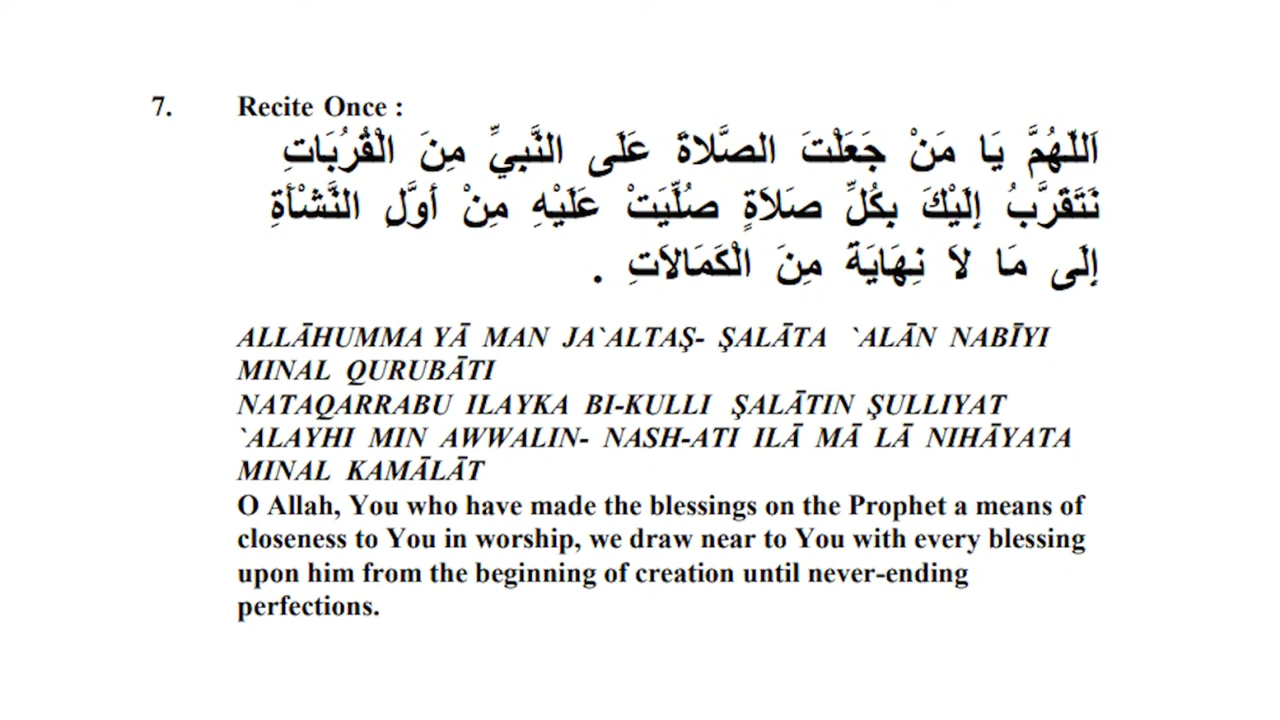 7. Recite Once :
اَللّٰهُمَّ يَا مَنْ جَعَلْتَ الصَّلاةَ عَلَى النَّبِيِّ مِنَ الْقُرُبَاتِ
نَتَقَرَّبُ إِلَيْكَ بِكُلِّ صَلاَةٍ صُلِّيَتْ عَلَيْهِ مِنْ أَوَّلِ النَّشْأَةِ
إِلَى مَا لاَ نِهَايَةَ مِنَ الْكَمَالاَتِ .
ALLĀHUMMA YĀ MAN JA`ALTAŞ- ŞALĀTA `ALĀN NABĪYI
MINAL QURUBĀTI
NATAQARRABU ILAYKA BI-KULLI ŞALĀTIN ŞULLIYAT
`ALAYHI MIN AWWALIN- NASH-ATI ILĀ MĀ LĀ NIHĀYATA
MINAL KAMĀLĀT
O Allah, You who have made the blessings on the Prophet a means of
closeness to You in worship, we draw near to You with every blessing
upon him from the beginning of creation until never-ending
perfections.